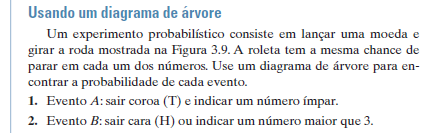 Usando um diagrama de árvore
Um experimento probabilístico consiste em lançar uma moeda e
girar a roda mostrada na Figura 3.9. A roleta tem a mesma chance de
parar em cada um dos números. Use um diagrama de árvore para en-
contrar a probabilidade de cada evento.
1. Evento A: sair coroa (T) e indicar um número ímpar.
2. Evento B: sair cara (H) ou indicar um número maior que 3.